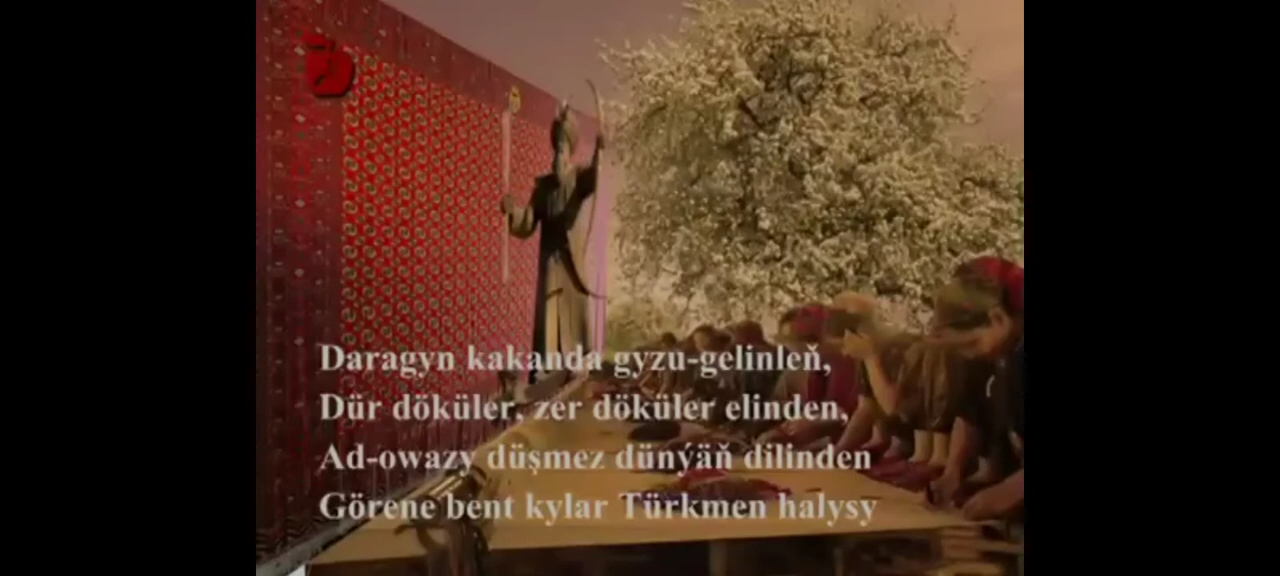 Daragyn kakanda gyzu-gelinleň,
Dür döküler, zer döküler elinden,
Ad-owazy düşmez dünýäň dilinden
Görene bent kylar Türkmen halysy